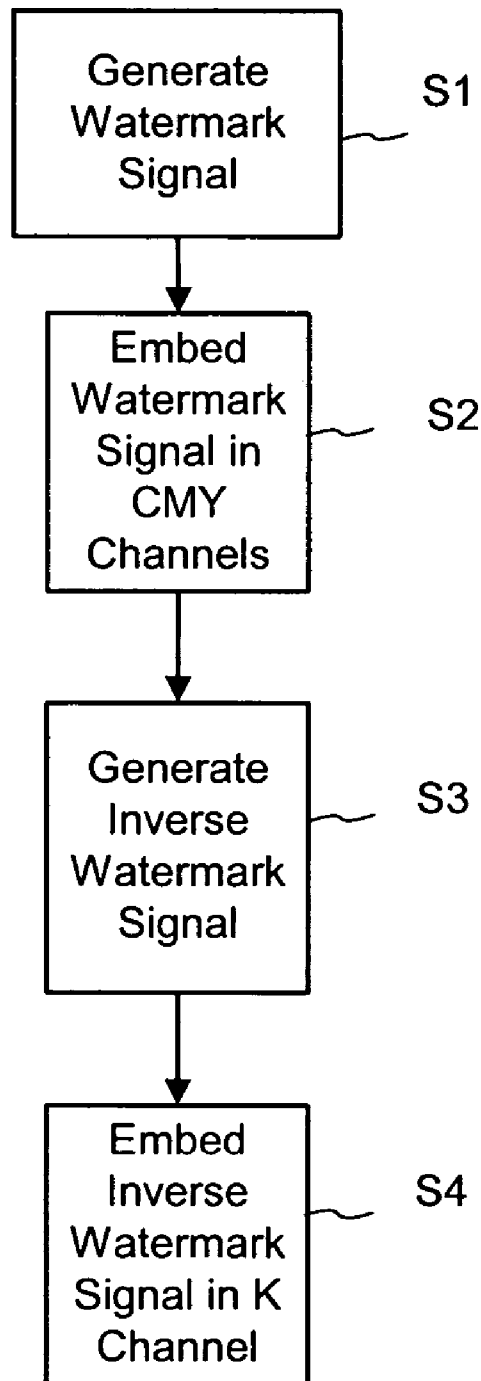 Generate
Watermark
Signal
S1
Embed
Watermark
Signal in
CMY
Channels
S2
Generate
Inverse
Watermark
Signal
S3
Embed
Inverse
Watermark
Signal in K
Channel
S4